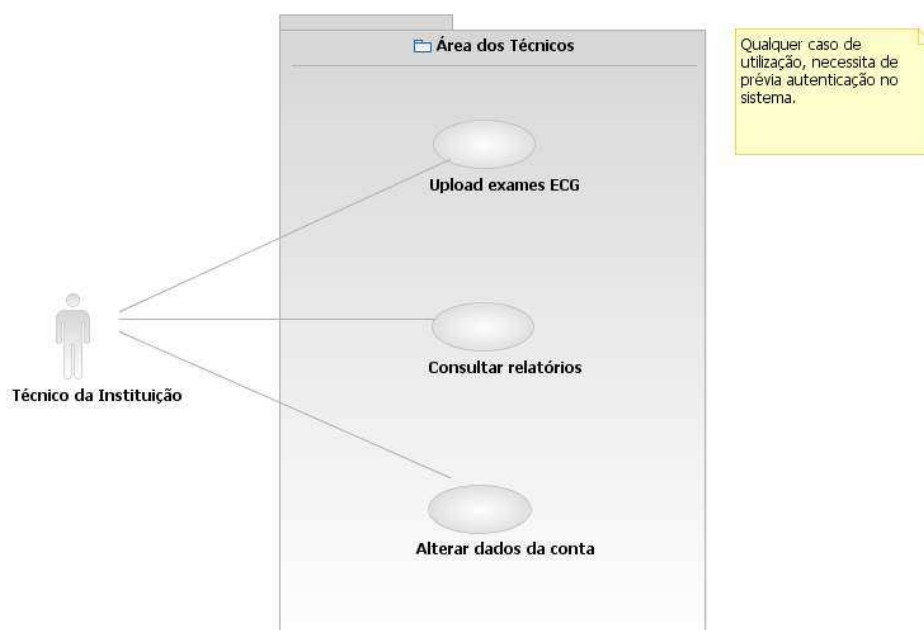 Área dos Técnicos
Qualquer caso de
utilização, necessita de
prévia autenticação no
sistema.
Upload exames ECG
Consultar relatórios
Técnico da Instituição
Alterar dados da conta